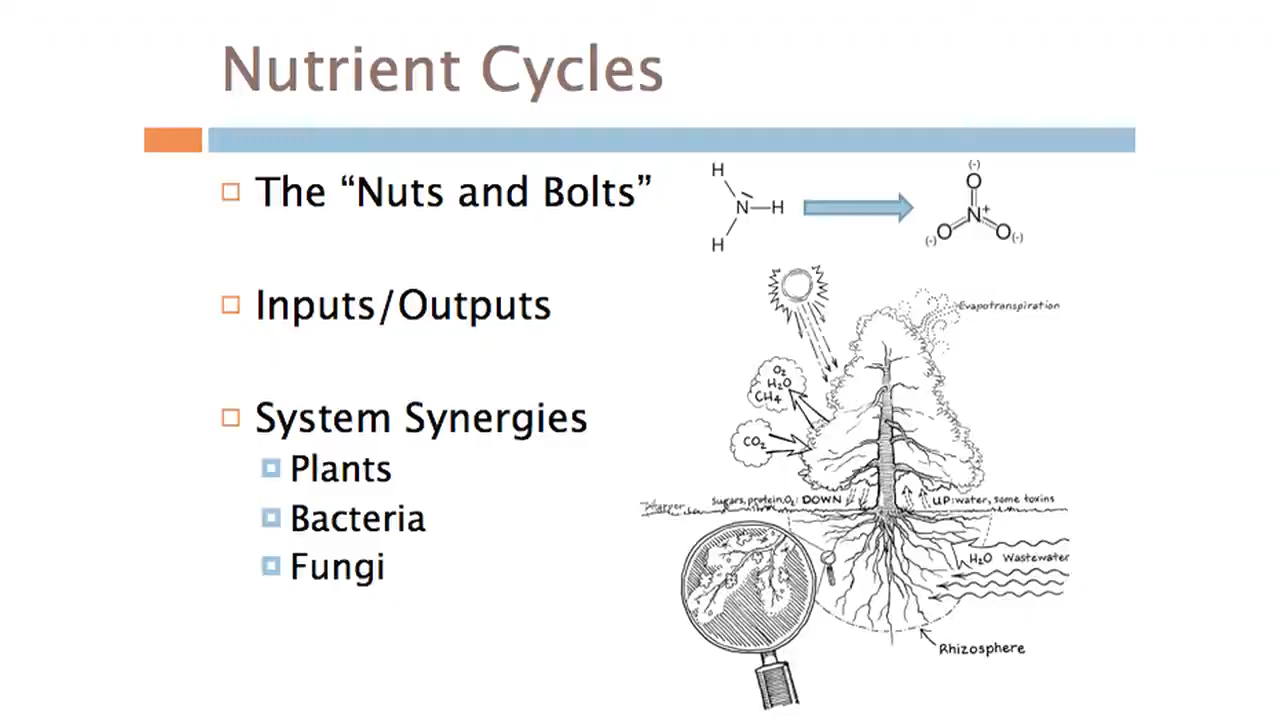 Nutrient Cycles
The “Nuts and Bolts”
H
N
H
H
(-)
O
N+
O
O
(-)
(-)
Inputs/Outputs
Evapotranspiration
O2
H2O
CH4
CO2
System Synergies
Plants
Bacteria
Fungi
Sugars, protein, O2: DOWN
UP: water, some toxins
H2O Wastewater
Rhizosphere